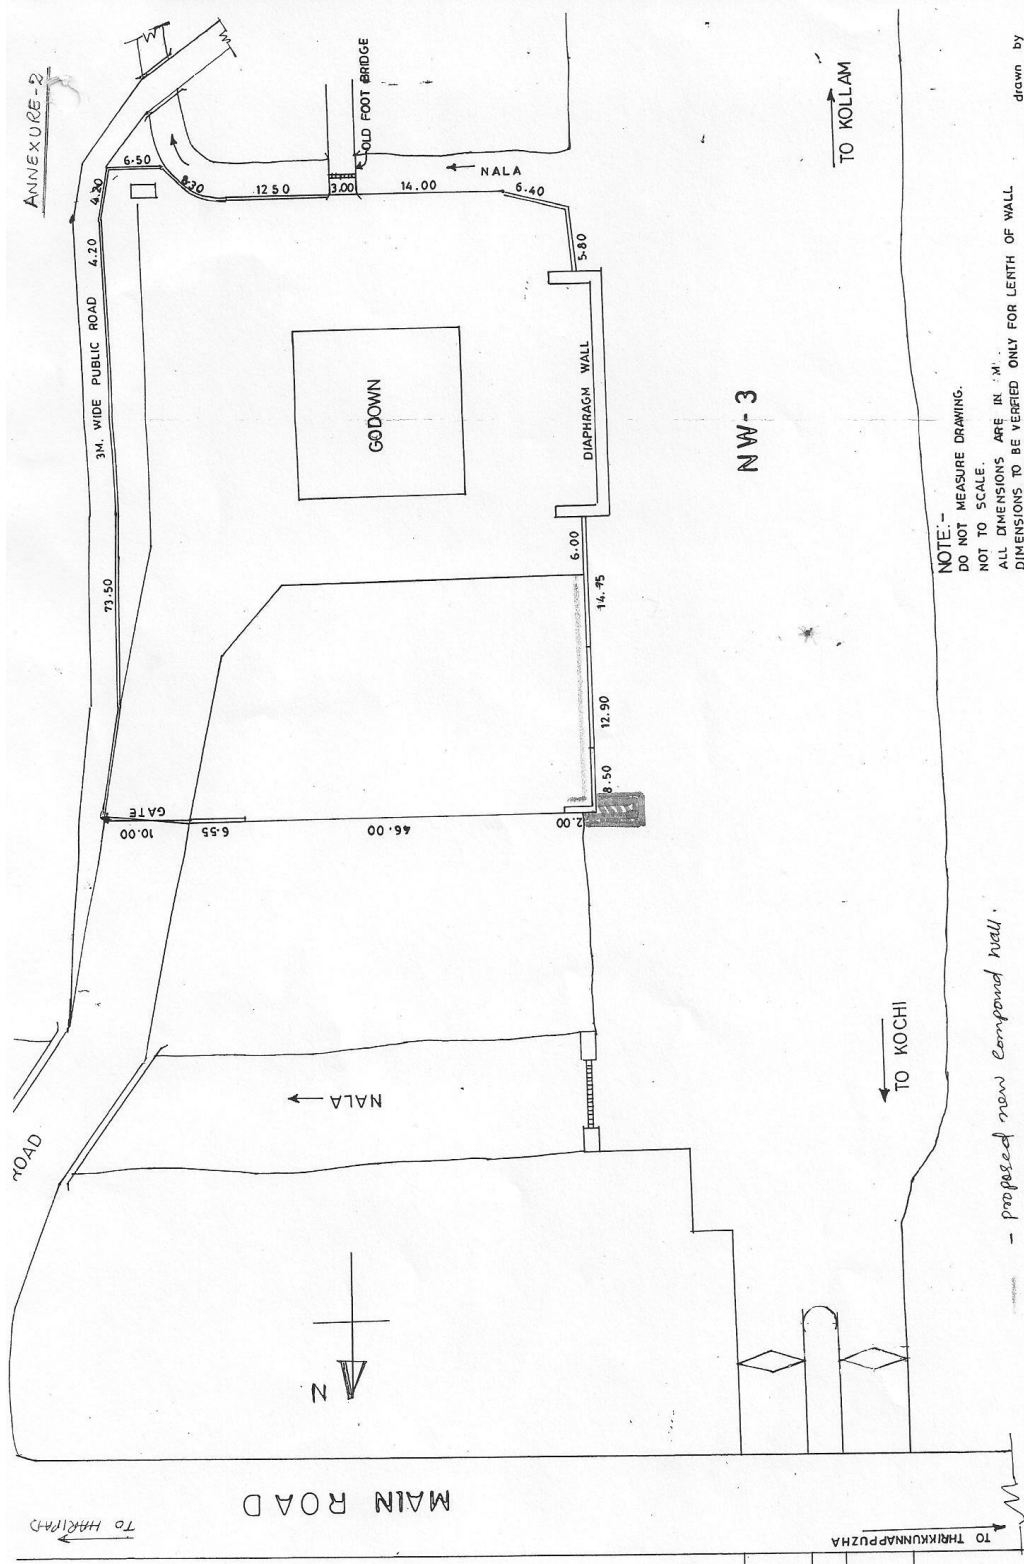 ANNEXURE-2
OLD FOOT BRIDGE
TO KOLLAM
drawn by
6.50
4.20
8.30
12.50
3.00
14.00
NALA
6.40
4.20
5.80
3M. WIDE PUBLIC ROAD
GODOWN
DIAPHRAGM WALL
NW-3
NOTE:-
DO NOT MEASURE DRAWING.
NOT TO SCALE.
ALL DIMENSIONS ARE IN 'M'.
DIMENSIONS TO BE VERFIED ONLY FOR LENTH OF WALL
6.00
73.50
14.75
12.90
8.50
GATE
10.00
6.55
46.00
2.00
ROAD
NALA
TO KOCHI
- proposed new compound wall.
N
MAIN ROAD
TO HARIPAD
TO THRIKKUNNAPPUZHA